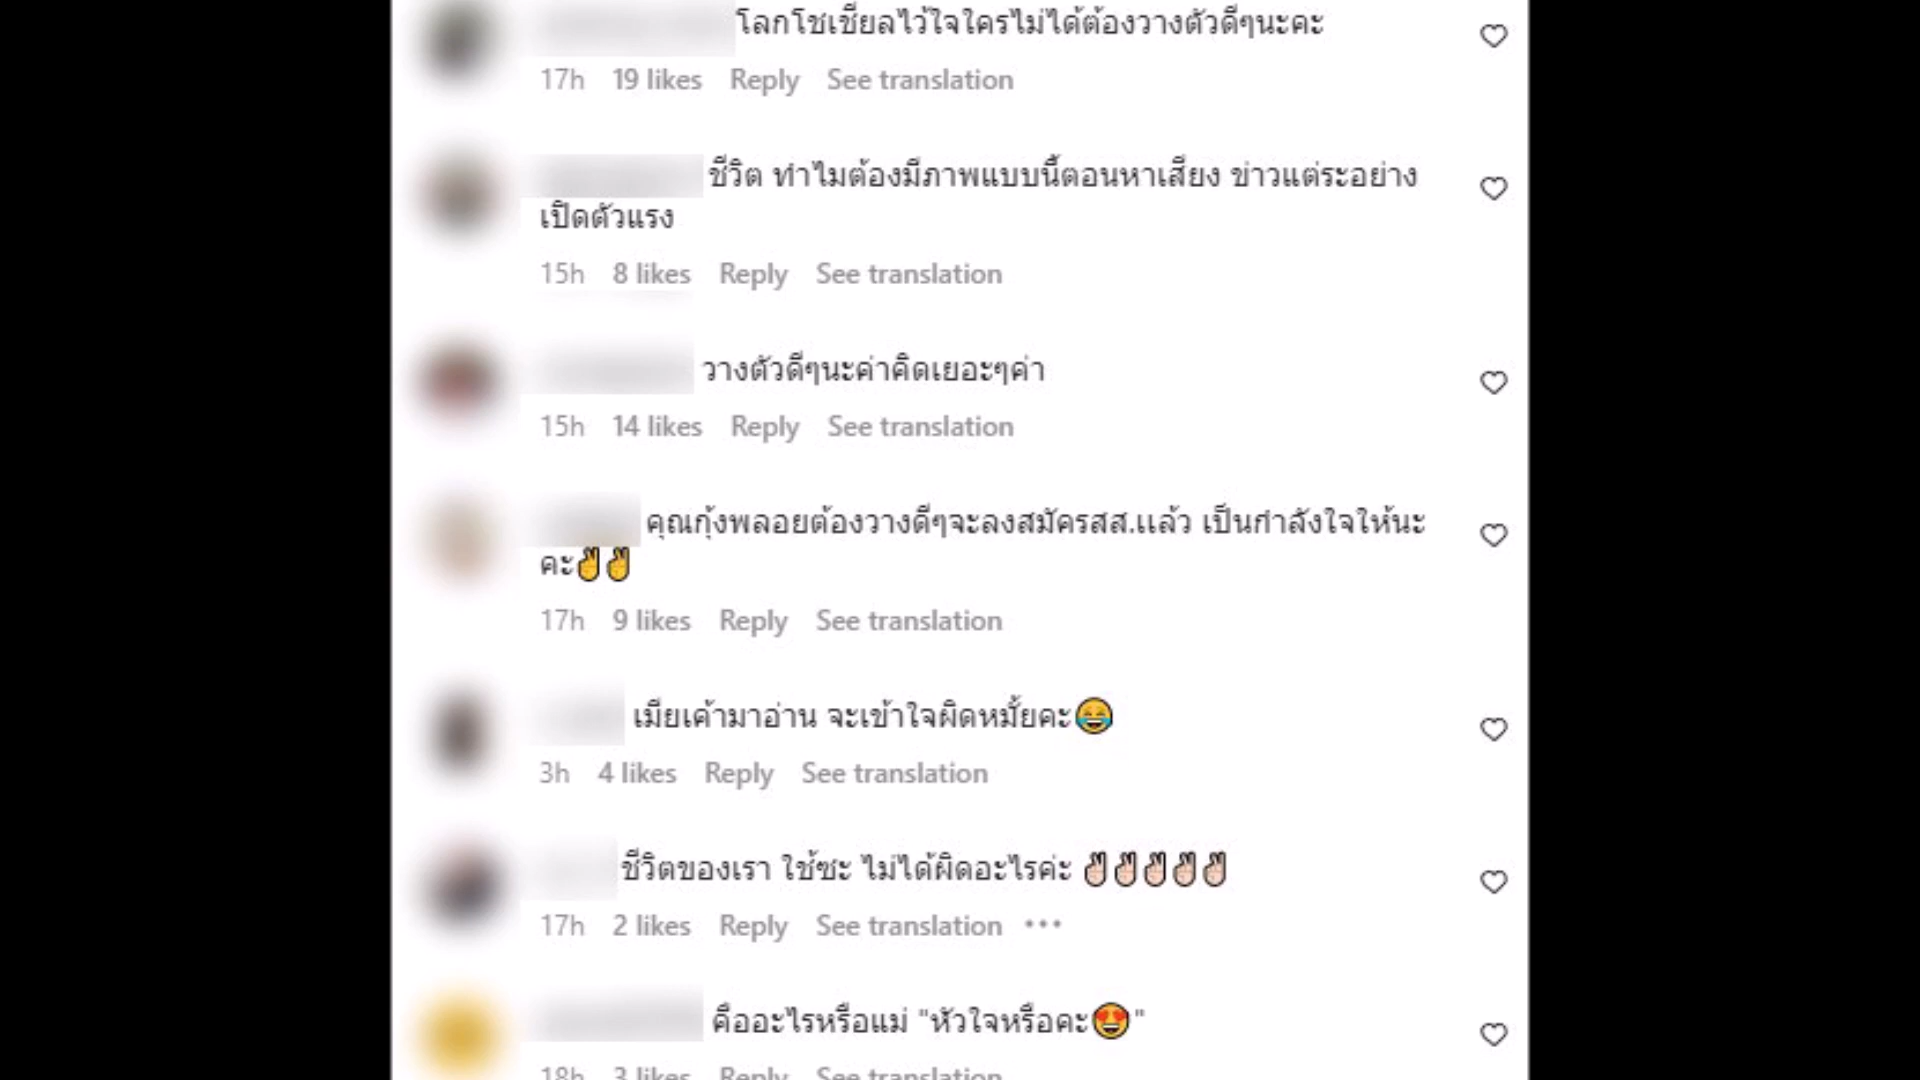 โลกโซเชียลไว้ใจใครไม่ได้ต้องวางตัวดีๆนะคะ
17h 19 likes Reply See translation
ชีวิต ทำไมต้องมีภาพแบบนี้ตอนหาเสียง ข่าวแต่ระอย่าง
เปิดตัวแรง
15h 8 likes Reply See translation
วางตัวดีๆนะค่าคิดเยอะๆค่า
15h 14 likes Reply See translation
คุณกุ้งพลอยต้องวางดีๆจะลงสมัครสส.แล้ว เป็นกำลังใจให้นะ
คะ✌️✌️
17h 9 likes Reply See translation
เมียเค้ามาอ่าน จะเข้าใจผิดหมั้ยคะ😂
3h 4 likes Reply See translation
ชีวิตของเรา ใช้ซะ ไม่ได้ผิดอะไรค่ะ ✌🏻✌🏻✌🏻✌🏻✌🏻
17h 2 likes Reply See translation •••
คืออะไรหรือแม่ "หัวใจหรือคะ😍"
18h 3 likes Reply See translation